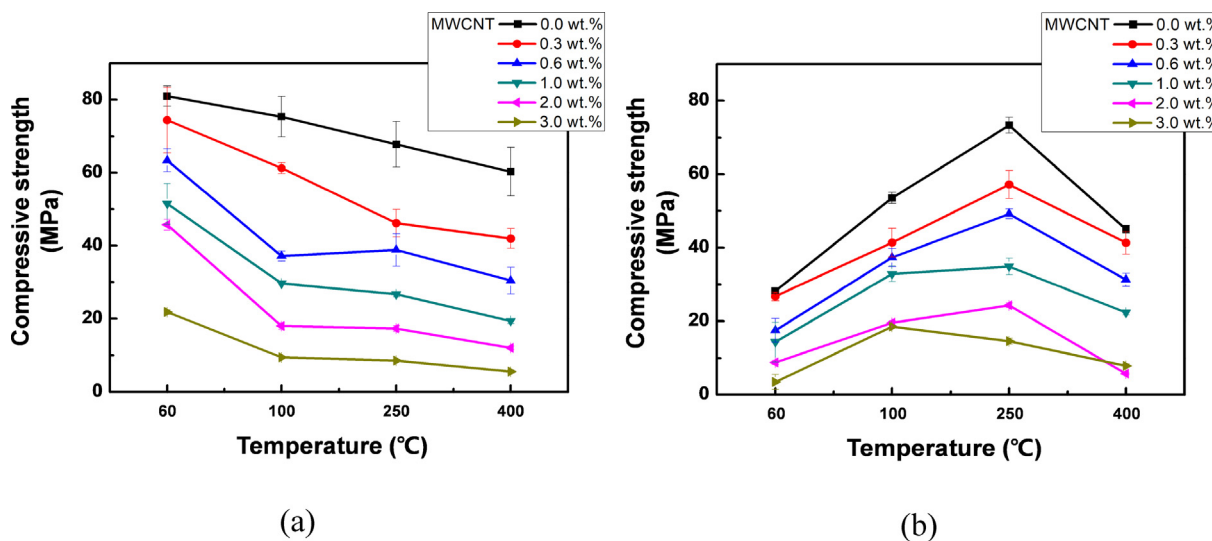 MWCNT 0.0 wt.%
0.3 wt.%
0.6 wt.%
1.0 wt.%
2.0 wt.%
3.0 wt.%
Compressive strength
(MPa)
80
60
40
20
0
60 100 250 400
Temperature (℃)
(a)
MWCNT 0.0 wt.%
0.3 wt.%
0.6 wt.%
1.0 wt.%
2.0 wt.%
3.0 wt.%
Compressive strength
(MPa)
80
60
40
20
0
60 100 250 400
Temperature (℃)
(b)